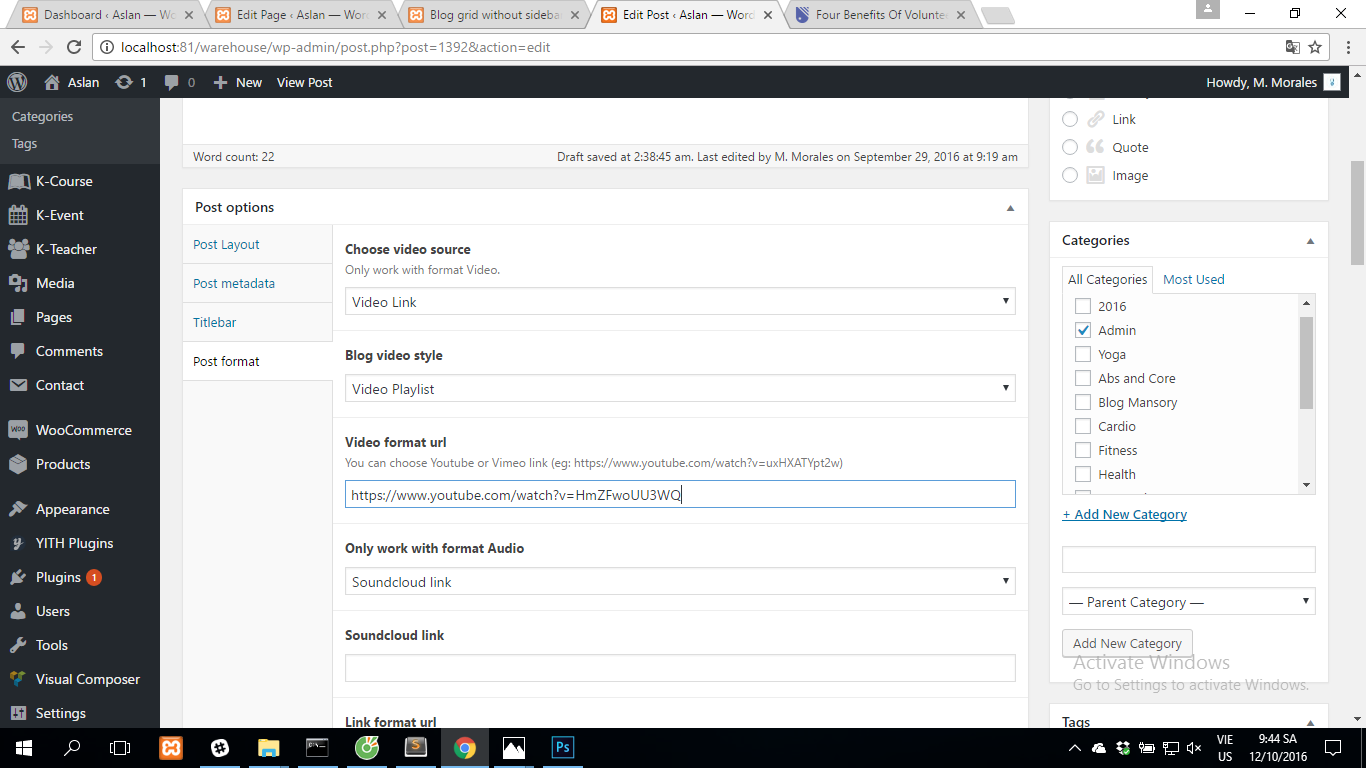 Dashboard ‹ Aslan — Wo
Edit Page ‹ Aslan — Wor
Blog grid without sideba
Edit Post ‹ Aslan — Word
Four Benefits Of Volunte
localhost:81/warehouse/wp-admin/post.php?post=1392&action=edit
Aslan 1 0 New View Post Howdy, M. Morales
Categories
Tags
K-Course
K-Event
K-Teacher
Media
Pages
Comments
Contact
WooCommerce
Products
Appearance
YITH Plugins
Plugins 1
Users
Tools
Visual Composer
Settings
Word count: 22 Draft saved at 2:38:45 am. Last edited by M. Morales on September 29, 2016 at 9:19 am
Post options
Post Layout
Post metadata
Titlebar
Post format
Choose video source
Only work with format Video.
Video Link
Blog video style
Video Playlist
Video format url
You can choose Youtube or Vimeo link (eg: https://www.youtube.com/watch?v=uxHXATYpt2w)
https://www.youtube.com/watch?v=HmZFwoUU3WQ
Only work with format Audio
Soundcloud link
Soundcloud link
Link format url
Link
Quote
Image
Categories
All Categories Most Used
2016
Admin
Yoga
Abs and Core
Blog Mansory
Cardio
Fitness
Health
+ Add New Category
— Parent Category —
Add New Category
Activate Windows
Go to Settings to activate Windows.
Tags
Ps
VIE
US
9:44 SA
12/10/2016